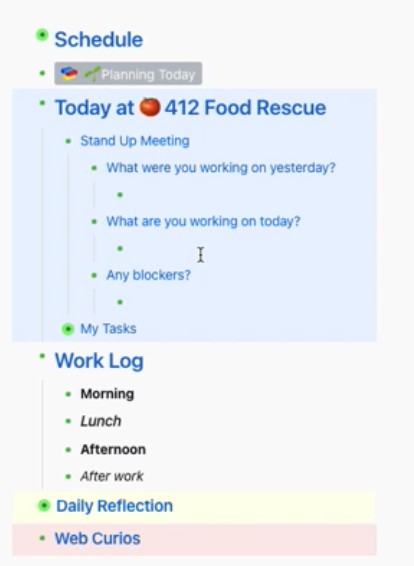 Schedule
Planning Today
Today at 🍅 412 Food Rescue
Stand Up Meeting
What were you working on yesterday?
What are you working on today?
Any blockers?
My Tasks
Work Log
Morning
Lunch
Afternoon
After work
Daily Reflection
Web Curios